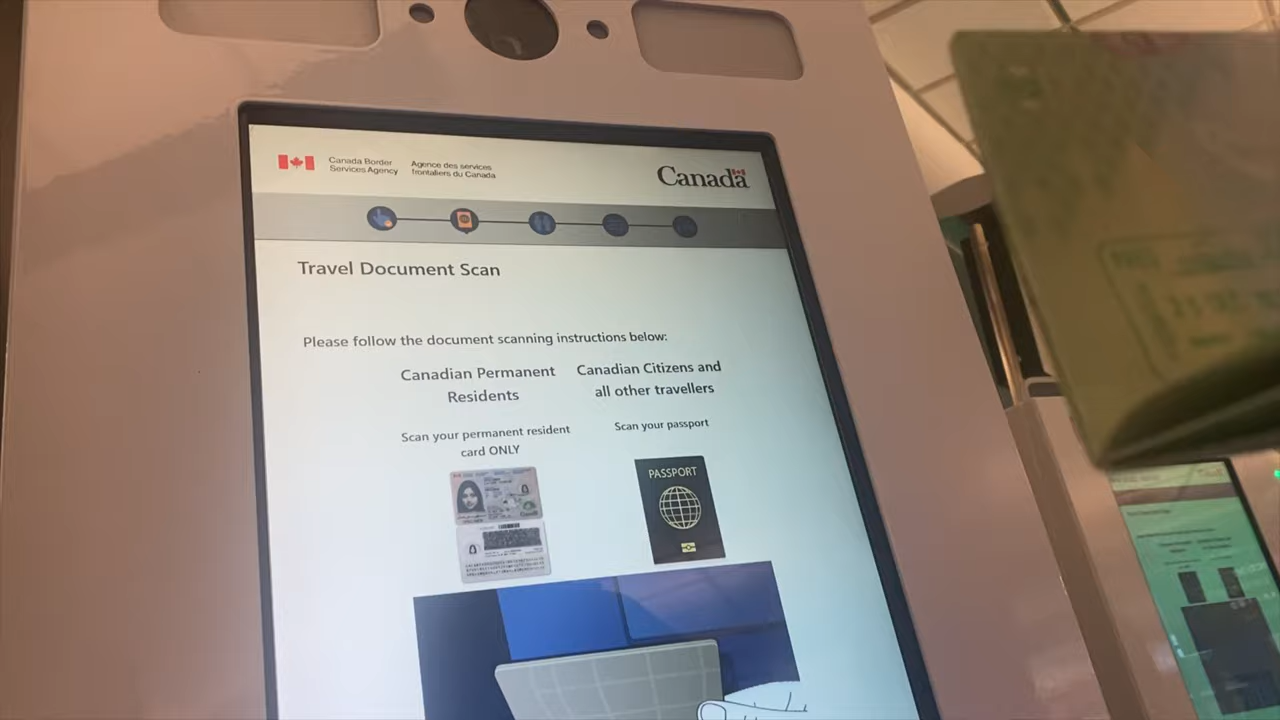 Canada Border
Services Agency
Agence des services
frontaliers du Canada
Canada
Travel Document Scan
Please follow the document scanning instructions below:
Canadian Permanent
Residents
Canadian Citizens and
all other travellers
Scan your permanent resident
card ONLY
Scan your passport
PASSPORT